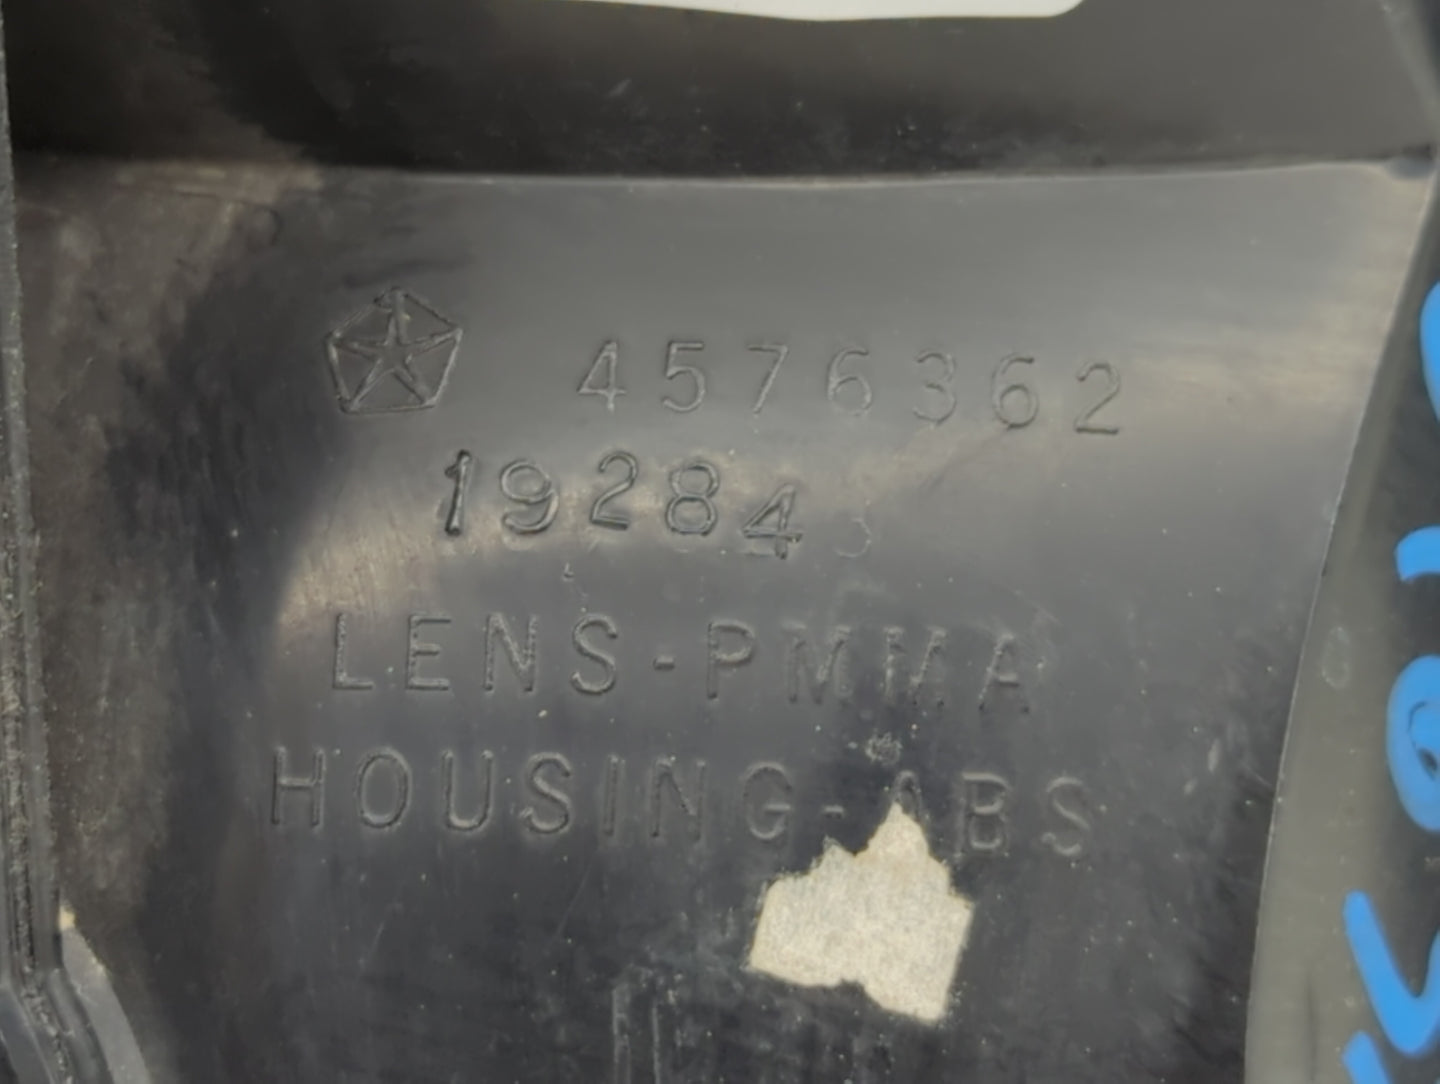 4576362
19284
LENS-PMMA
HOUSING-ABS